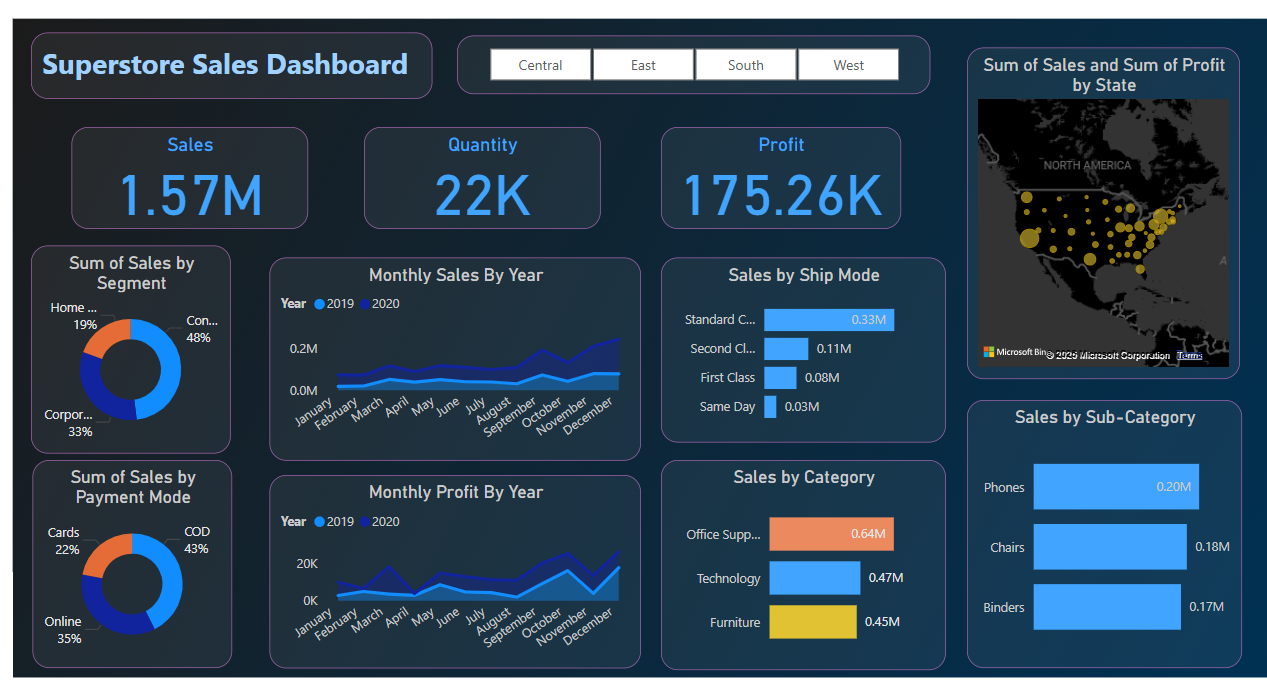 Superstore Sales Dashboard
Central
East
South
West
Sales
1.57M
Quantity
22K
Profit
175.26K
Sum of Sales and Sum of Profit
by State
NORTH AMERICA
A
Microsoft Bing
© 2025 Microsoft Corporation Terms
Sum of Sales by
Segment
Home ...
19%
Con...
48%
Corpor...
33%
Monthly Sales By Year
Year 2019 2020
0.2M
0.0M
January
February
March
April
May
June
July
August
September
October
November
December
Sales by Ship Mode
Standard C... 0.33M
Second Cl... 0.11M
First Class 0.08M
Same Day 0.03M
Sum of Sales by
Payment Mode
Cards
22%
COD
43%
Online
35%
Monthly Profit By Year
Year 2019 2020
20K
0K
January
February
March
April
May
June
July
August
September
October
November
December
Sales by Category
Office Supp... 0.64M
Technology 0.47M
Furniture 0.45M
Sales by Sub-Category
Phones 0.20M
Chairs 0.18M
Binders 0.17M